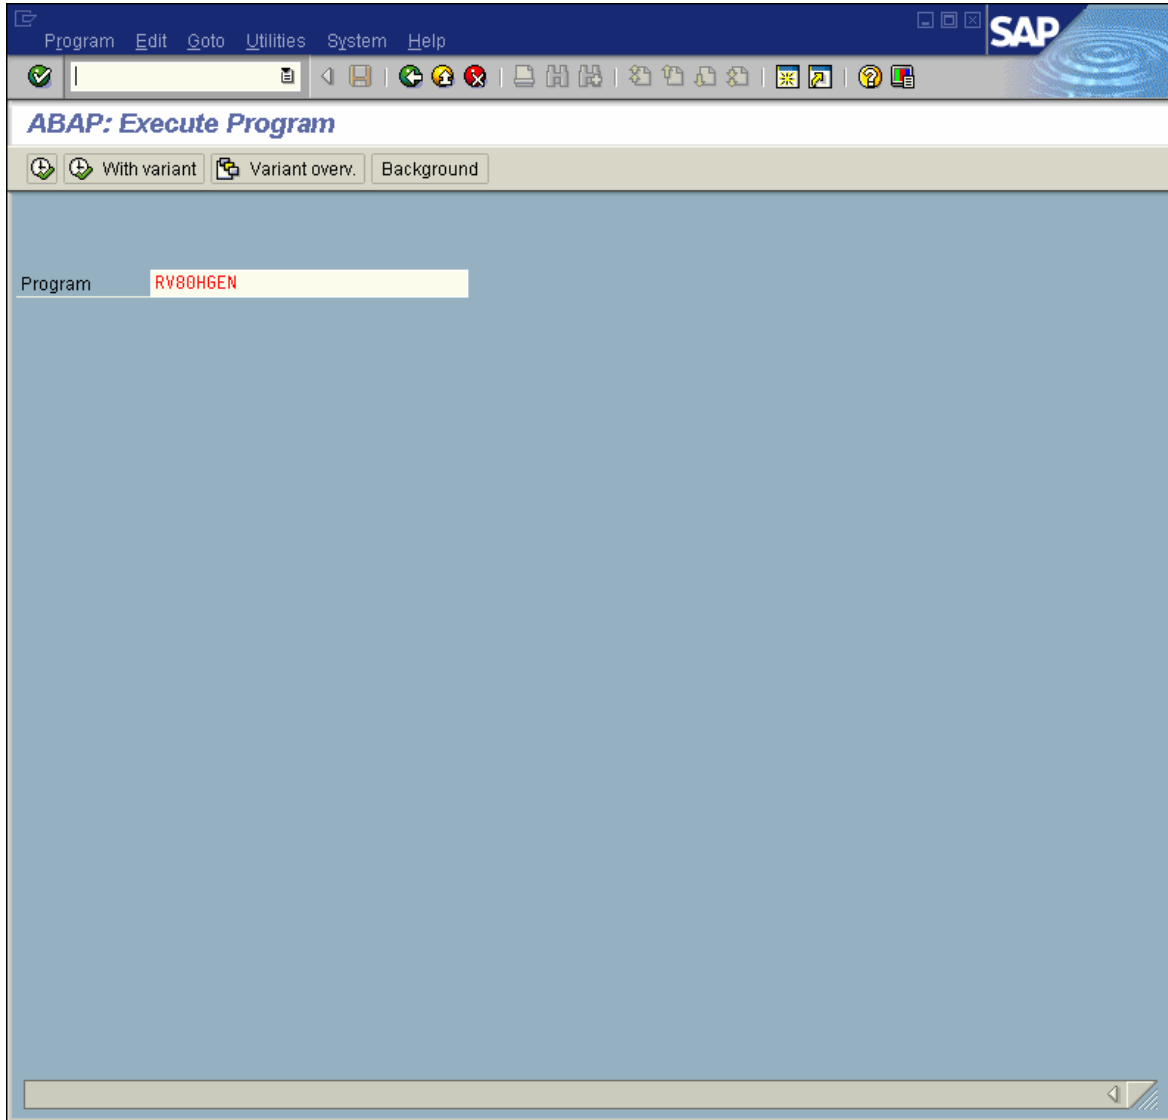 Program Edit Goto Utilities System Help
SAP
ABAP: Execute Program
With variant Variant overv. Background
Program RV80HGEN